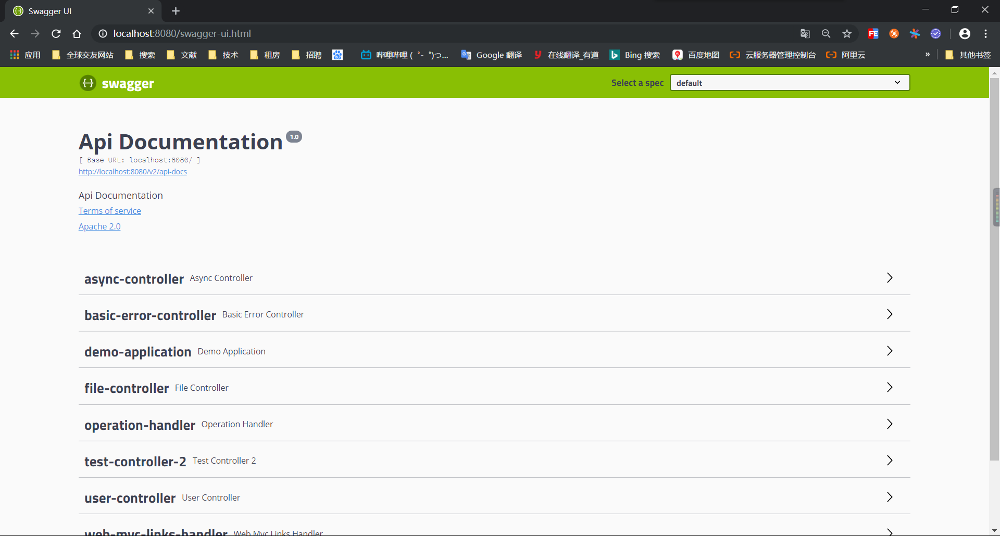 Swagger UI
localhost:8080/swagger-ui.html
应用 全球交友网站 搜索 文献 技术 租房 招聘 哔哩哔哩 (゜-゜)つ... Google 翻译 在线翻译_有道 Bing 搜索 百度地图 云服务器管理控制台 阿里云 » 其他书签
swagger Select a spec default
Api Documentation 1.0
[ Base URL: localhost:8080/ ]
http://localhost:8080/v2/api-docs
Api Documentation
Terms of service
Apache 2.0
async-controller Async Controller
basic-error-controller Basic Error Controller
demo-application Demo Application
file-controller File Controller
operation-handler Operation Handler
test-controller-2 Test Controller 2
user-controller User Controller
web-mvc-links-handler Web Mvc Links Handler